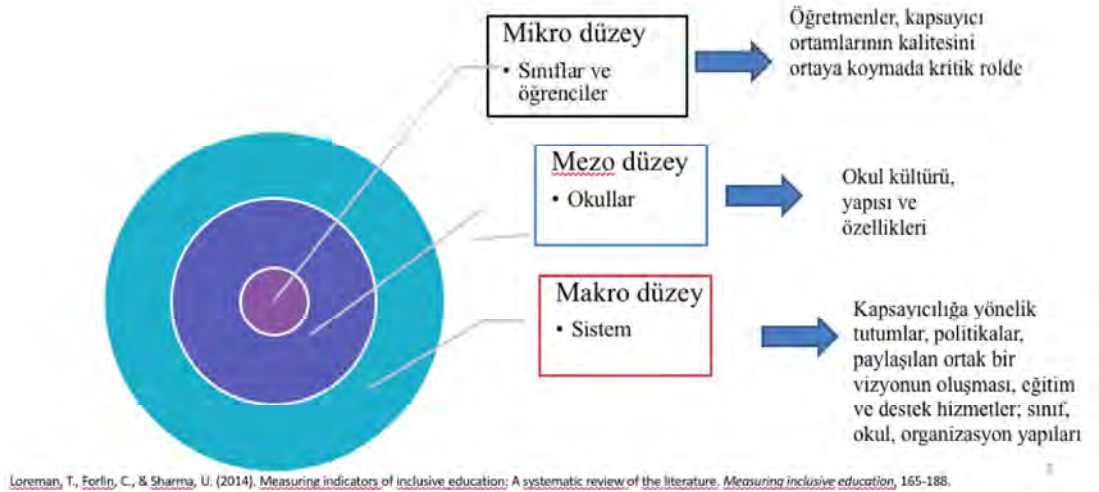 Mikro düzey
• Sınıflar ve
öğrenciler
Öğretmenler, kapsayıcı
ortamlarının kalitesini
ortaya koymada kritik rolde
Mezo düzey
• Okullar
Okul kültürü,
yapısı ve
özellikleri
Makro düzey
• Sistem
Kapsayıcılığa yönelik
tutumlar, politikalar,
paylaşılan ortak bir
vizyonun oluşması, eğitim
ve destek hizmetler; sınıf,
okul, organizasyon yapıları
Loreman, T., Forlin, C., & Sharma, U. (2014). Measuring indicators of inclusive education: A systematic review of the literature. Measuring inclusive education, 165-188.